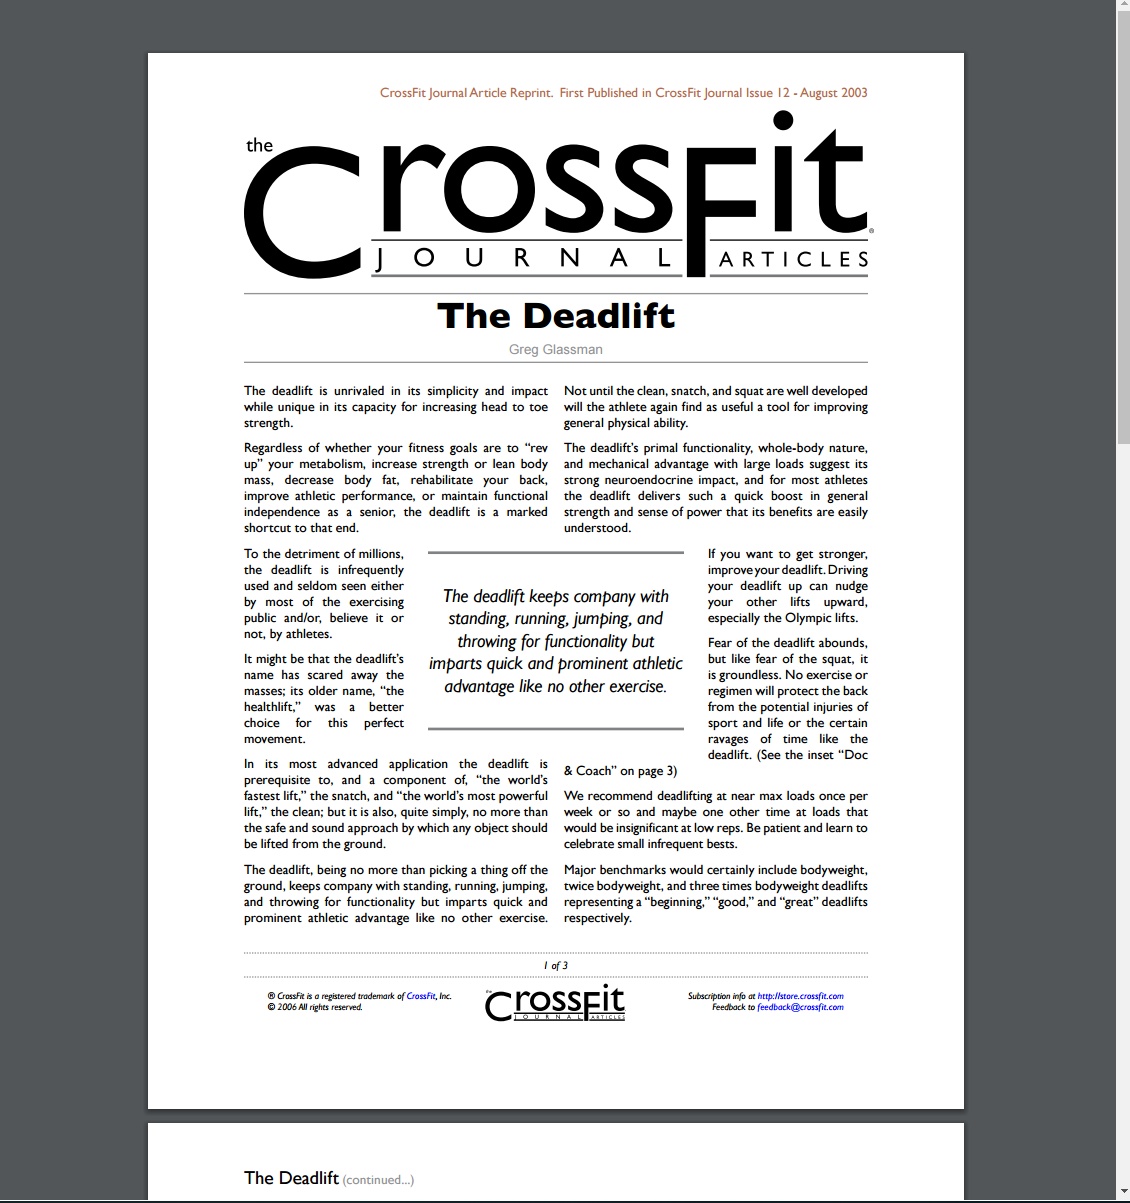 CrossFit Journal Article Reprint. First Published in CrossFit Journal Issue 12 - August 2003
the
CrossFit®
JOURNAL ARTICLES
The Deadlift
Greg Glassman
The deadlift is unrivaled in its simplicity and impact
while unique in its capacity for increasing head to toe
strength.
Regardless of whether your fitness goals are to “rev
up” your metabolism, increase strength or lean body
mass, decrease body fat, rehabilitate your back,
improve athletic performance, or maintain functional
independence as a senior, the deadlift is a marked
shortcut to that end.
To the detriment of millions,
the deadlift is infrequently
used and seldom seen either
by most of the exercising
public and/or, believe it or
not, by athletes.
It might be that the deadlift’s
name has scared away the
masses; its older name, “the
healthlift,” was a better
choice for this perfect
movement.
In its most advanced application the deadlift is
prerequisite to, and a component of, “the world’s
fastest lift,” the snatch, and “the world’s most powerful
lift,” the clean; but it is also, quite simply, no more than
the safe and sound approach by which any object should
be lifted from the ground.
The deadlift, being no more than picking a thing off the
ground, keeps company with standing, running, jumping,
and throwing for functionality but imparts quick and
prominent athletic advantage like no other exercise.
The deadlift keeps company with
standing, running, jumping, and
throwing for functionality but
imparts quick and prominent athletic
advantage like no other exercise.
Not until the clean, snatch, and squat are well developed
will the athlete again find as useful a tool for improving
general physical ability.
The deadlift’s primal functionality, whole-body nature,
and mechanical advantage with large loads suggest its
strong neuroendocrine impact, and for most athletes
the deadlift delivers such a quick boost in general
strength and sense of power that its benefits are easily
understood.
If you want to get stronger,
improve your deadlift. Driving
your deadlift up can nudge
your other lifts upward,
especially the Olympic lifts.
Fear of the deadlift abounds,
but like fear of the squat, it
is groundless. No exercise or
regimen will protect the back
from the potential injuries of
sport and life or the certain
ravages of time like the
deadlift. (See the inset “Doc
& Coach” on page 3)
We recommend deadlifting at near max loads once per
week or so and maybe one other time at loads that
would be insignificant at low reps. Be patient and learn to
celebrate small infrequent bests.
Major benchmarks would certainly include bodyweight,
twice bodyweight, and three times bodyweight deadlifts
representing a “beginning,” “good,” and “great” deadlifts
respectively.
1 of 3
® CrossFit is a registered trademark of CrossFit, Inc.
© 2006 All rights reserved.
the
CrossFit
JOURNAL ARTICLES
Subscription info at http://store.crossfit.com
Feedback to feedback@crossfit.com
The Deadlift (continued...)